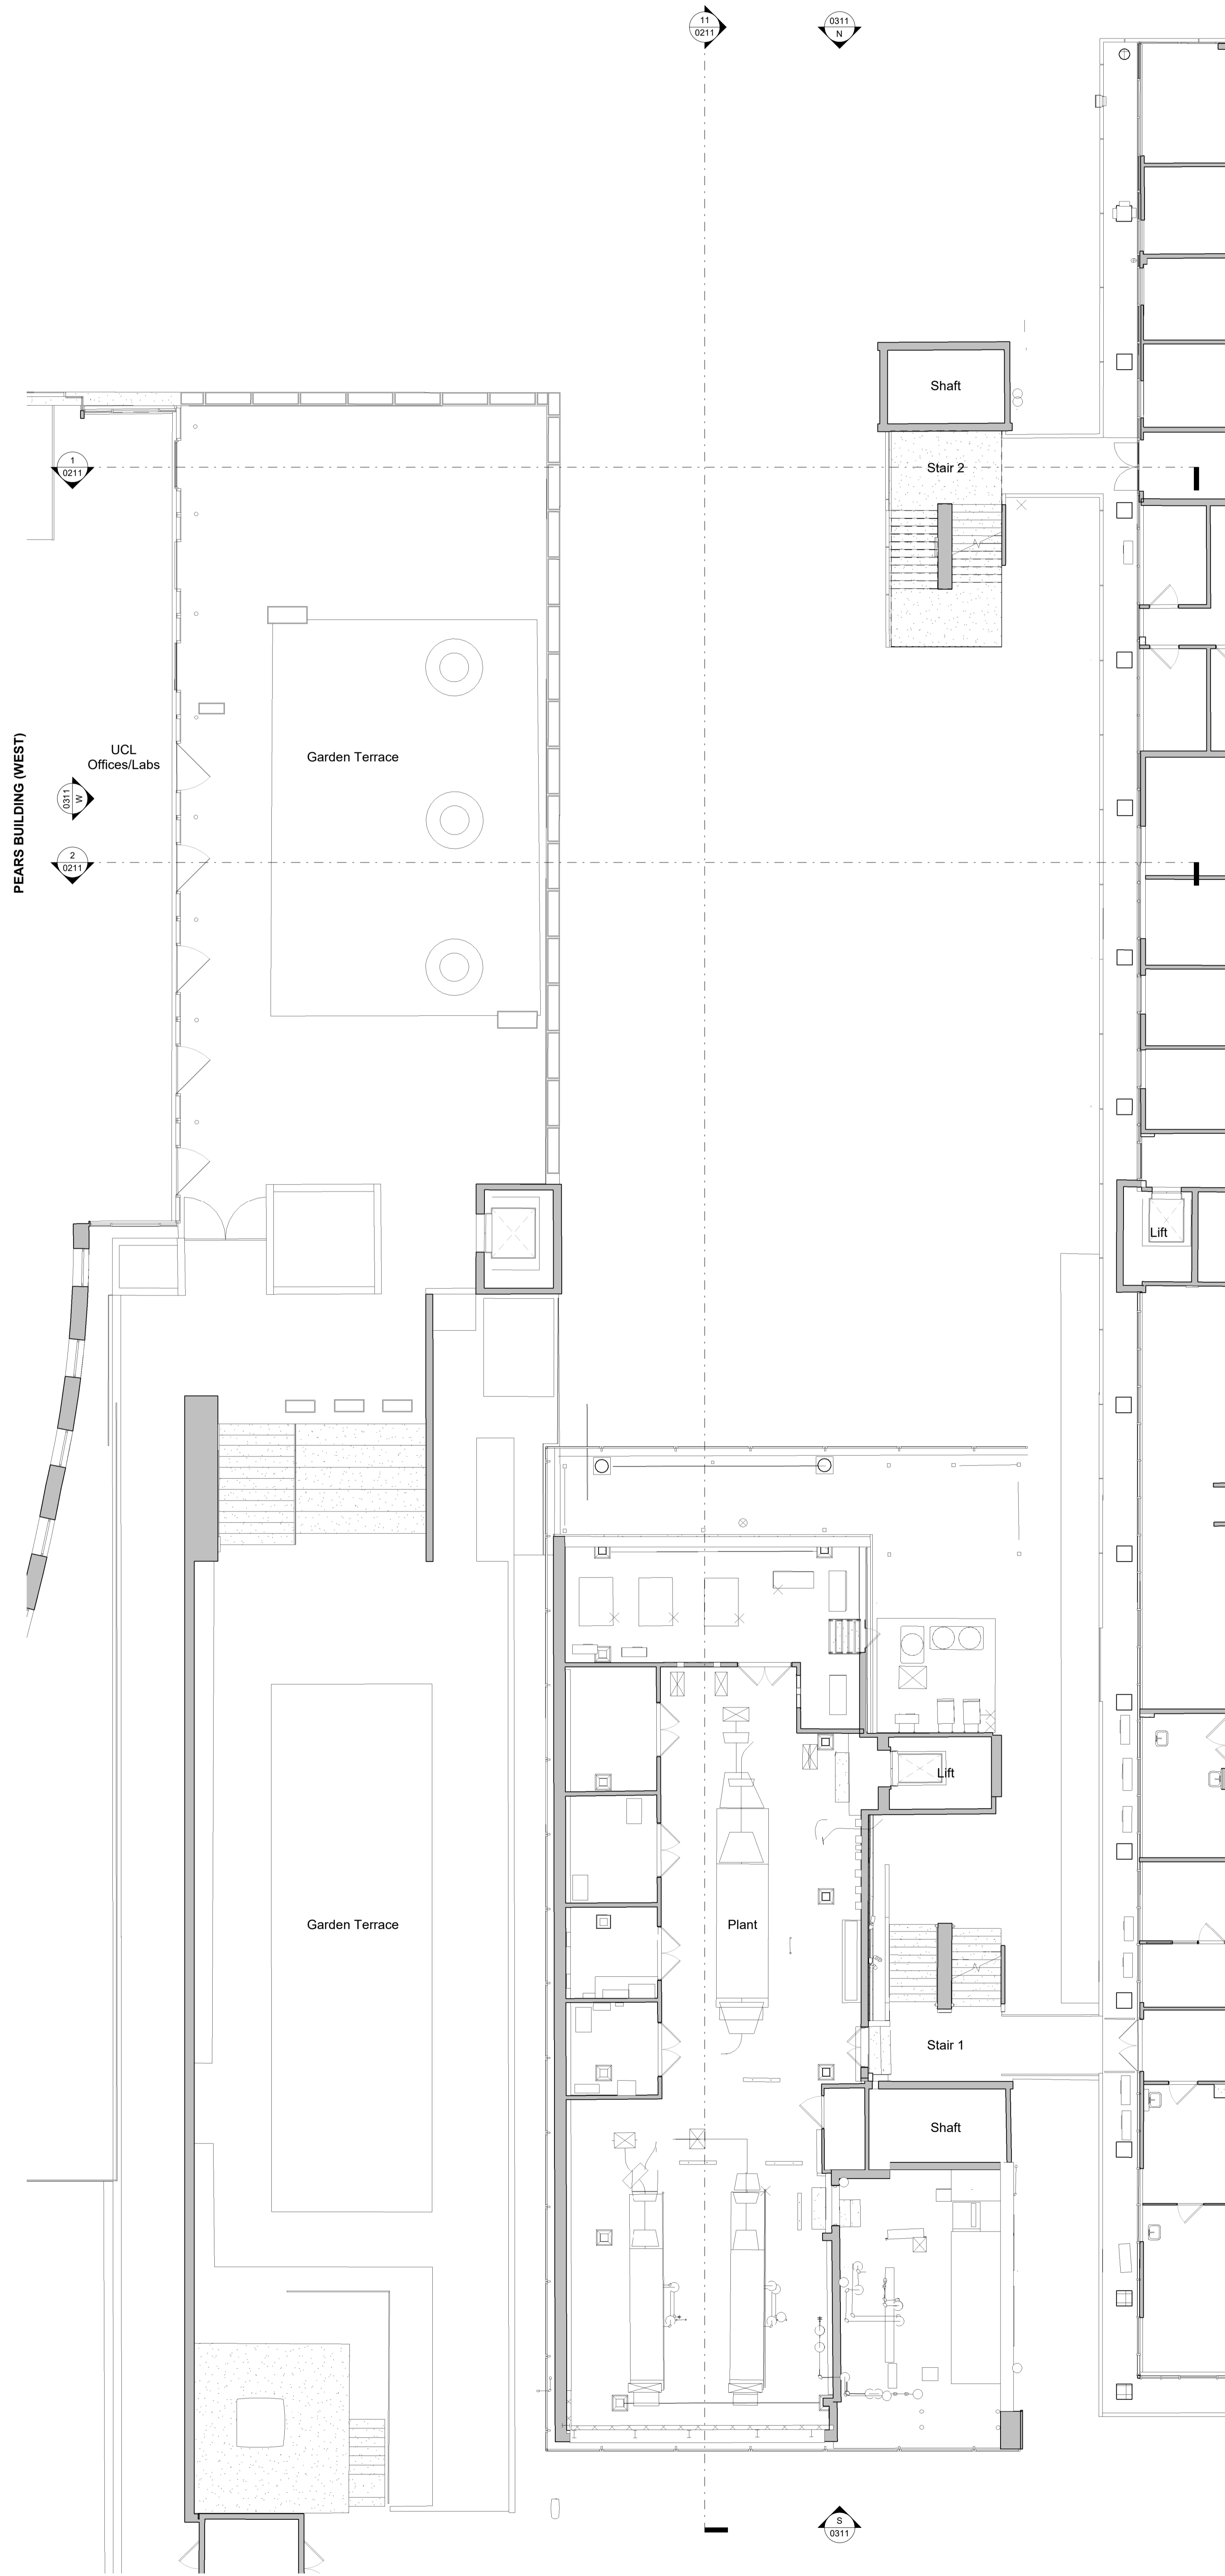 11
0211
0311
N
Shaft
1
0211
Stair 2
PEARS BUILDING (WEST)
UCL
Offices/Labs
Garden Terrace
0311
W
2
0211
Lift
Lift
Garden Terrace
Plant
Stair 1
Shaft
S
0311